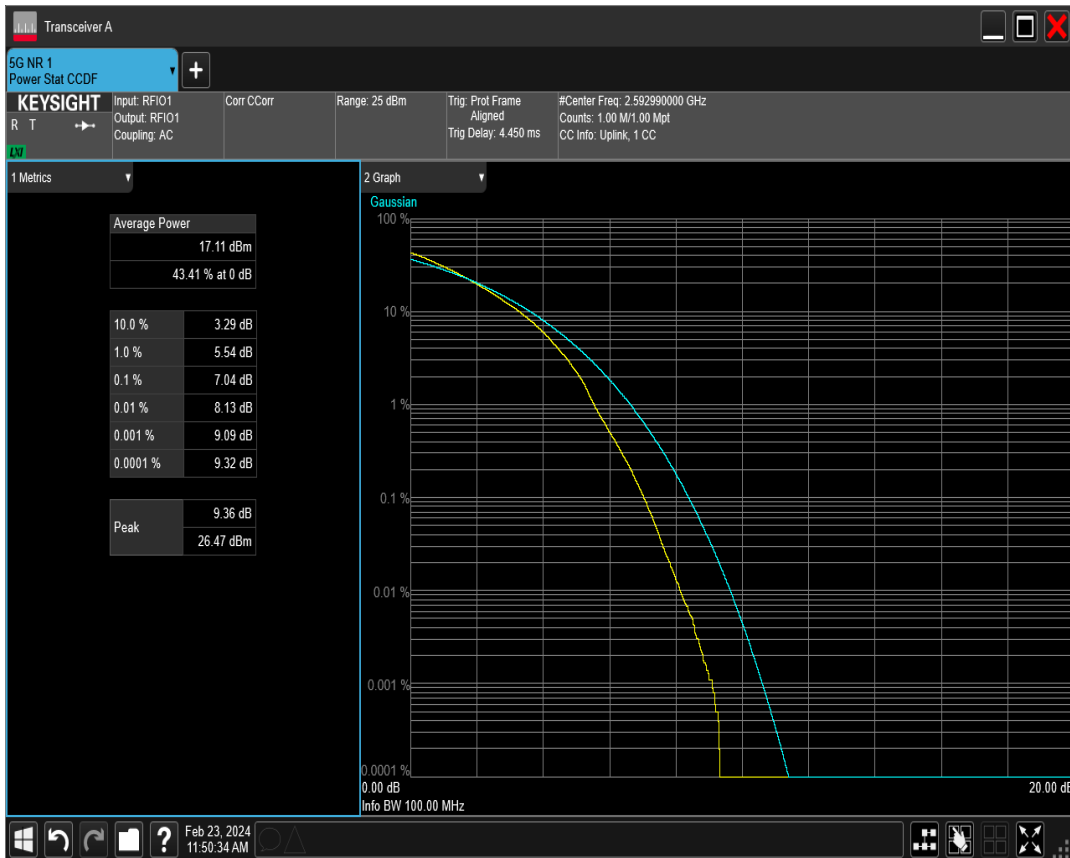 Transceiver A
5G NR 1
Power Stat CCDF
+
KEYSIGHT
R T
LXI
Input: RFIO1
Output: RFIO1
Coupling: AC
Corr CCorr
Range: 25 dBm
Trig: Prot Frame
Aligned
Trig Delay: 4.450 ms
#Center Freq: 2.592990000 GHz
Counts: 1.00 M/1.00 Mpt
CC Info: Uplink, 1 CC
1 Metrics
Average Power
17.11 dBm
43.41 % at 0 dB
10.0 % 3.29 dB
1.0 % 5.54 dB
0.1 % 7.04 dB
0.01 % 8.13 dB
0.001 % 9.09 dB
0.0001 % 9.32 dB
Peak
9.36 dB
26.47 dBm
2 Graph
Gaussian
100 %
10 %
1 %
0.1 %
0.01 %
0.001 %
0.0001 %
0.00 dB 20.00 dB
Info BW 100.00 MHz
?
Feb 23, 2024
11:50:34 AM